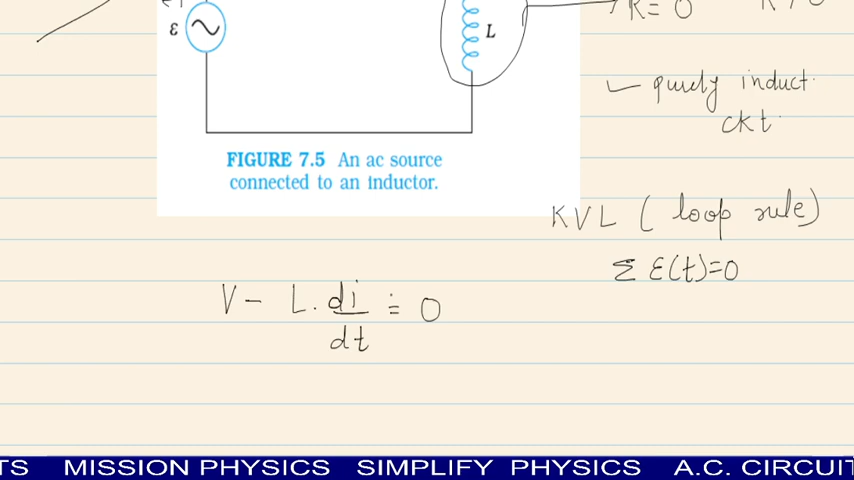 R = 0
ε
L
purely induct.
ckt.
FIGURE 7.5 An ac source
connected to an inductor.
KVL ( loop rule)
Σ ε(t)=0
V - L. di/dt = 0
TS MISSION PHYSICS SIMPLIFY PHYSICS A.C. CIRCUIT